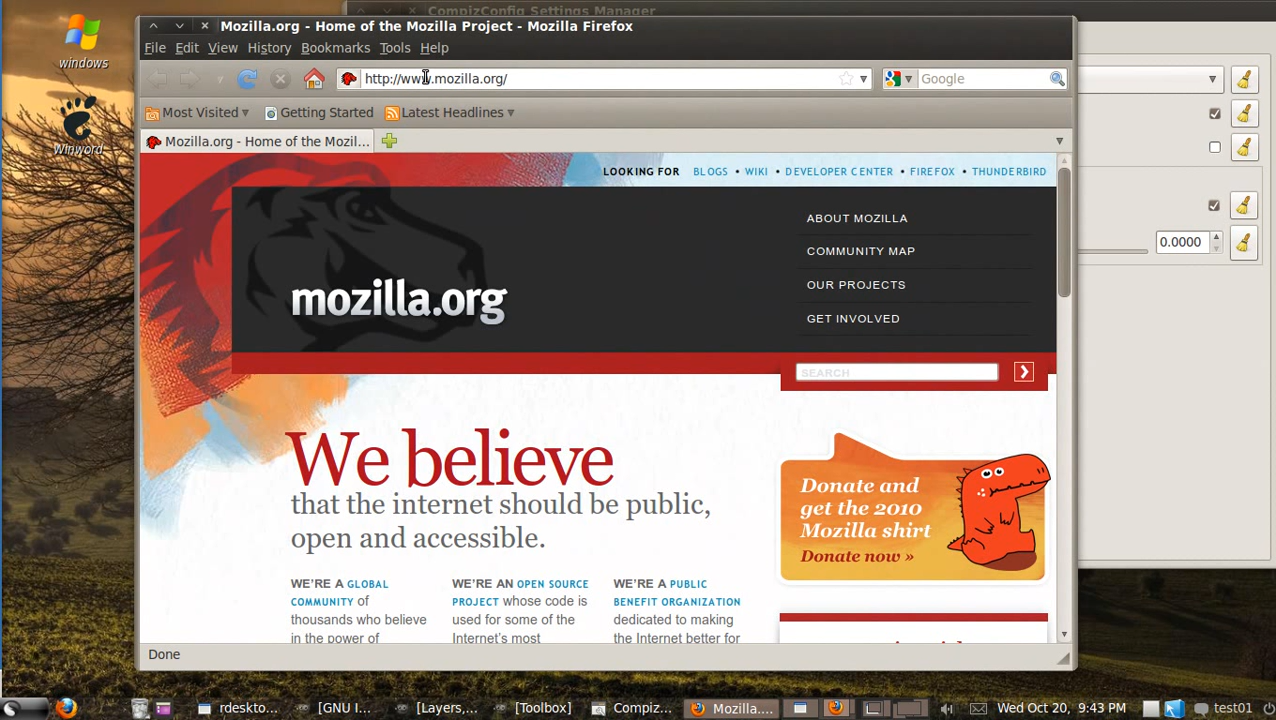 CompizConfig Settings Manager
Mozilla.org - Home of the Mozilla Project - Mozilla Firefox
File Edit View History Bookmarks Tools Help
http://www.mozilla.org/
Google
Most Visited Getting Started Latest Headlines
Mozilla.org - Home of the Mozil...
windows
Winword
LOOKING FOR BLOGS • WIKI • DEVELOPER CENTER • FIREFOX • THUNDERBIRD
ABOUT MOZILLA
COMMUNITY MAP
OUR PROJECTS
GET INVOLVED
mozilla.org
SEARCH
0.0000
We believe
that the internet should be public,
open and accessible.
Donate and
get the 2010
Mozilla shirt
Donate now »
WE'RE A GLOBAL
COMMUNITY of
thousands who believe
in the power of
WE'RE AN OPEN SOURCE
PROJECT whose code is
used for some of the
Internet's most
WE'RE A PUBLIC
BENEFIT ORGANIZATION
dedicated to making
the Internet better for
Done
rdeskto... [GNU I... [Layers,... [Toolbox] Compiz... Mozilla.... Wed Oct 20, 9:43 PM test01